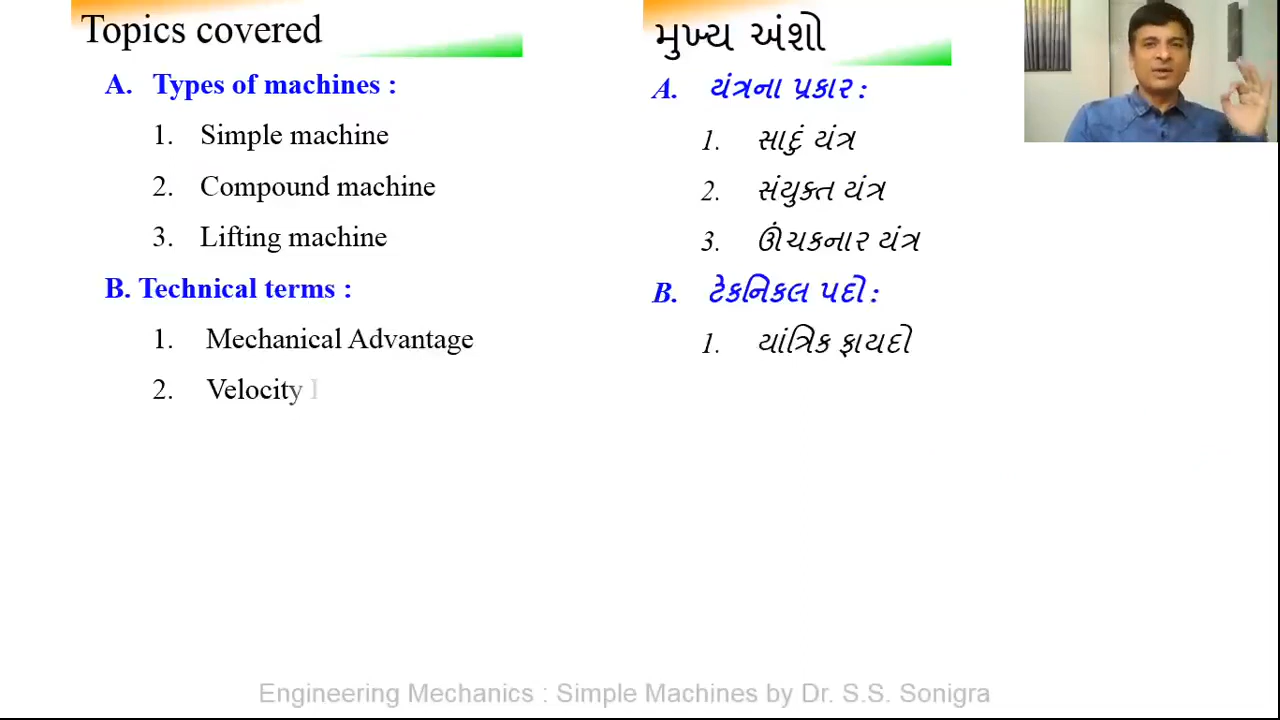 Topics covered
A. Types of machines :
1. Simple machine
2. Compound machine
3. Lifting machine
B. Technical terms :
1. Mechanical Advantage
2. Velocity
મુખ્ય અંશો
A. યંત્રના પ્રકાર :
1. સાદું યંત્ર
2. સંયુક્ત યંત્ર
3. ઊંચકનાર યંત્ર
B. ટેકનિકલ પદો :
1. યાંત્રિક ફાયદો
Engineering Mechanics : Simple Machines by Dr. S.S. Sonigra